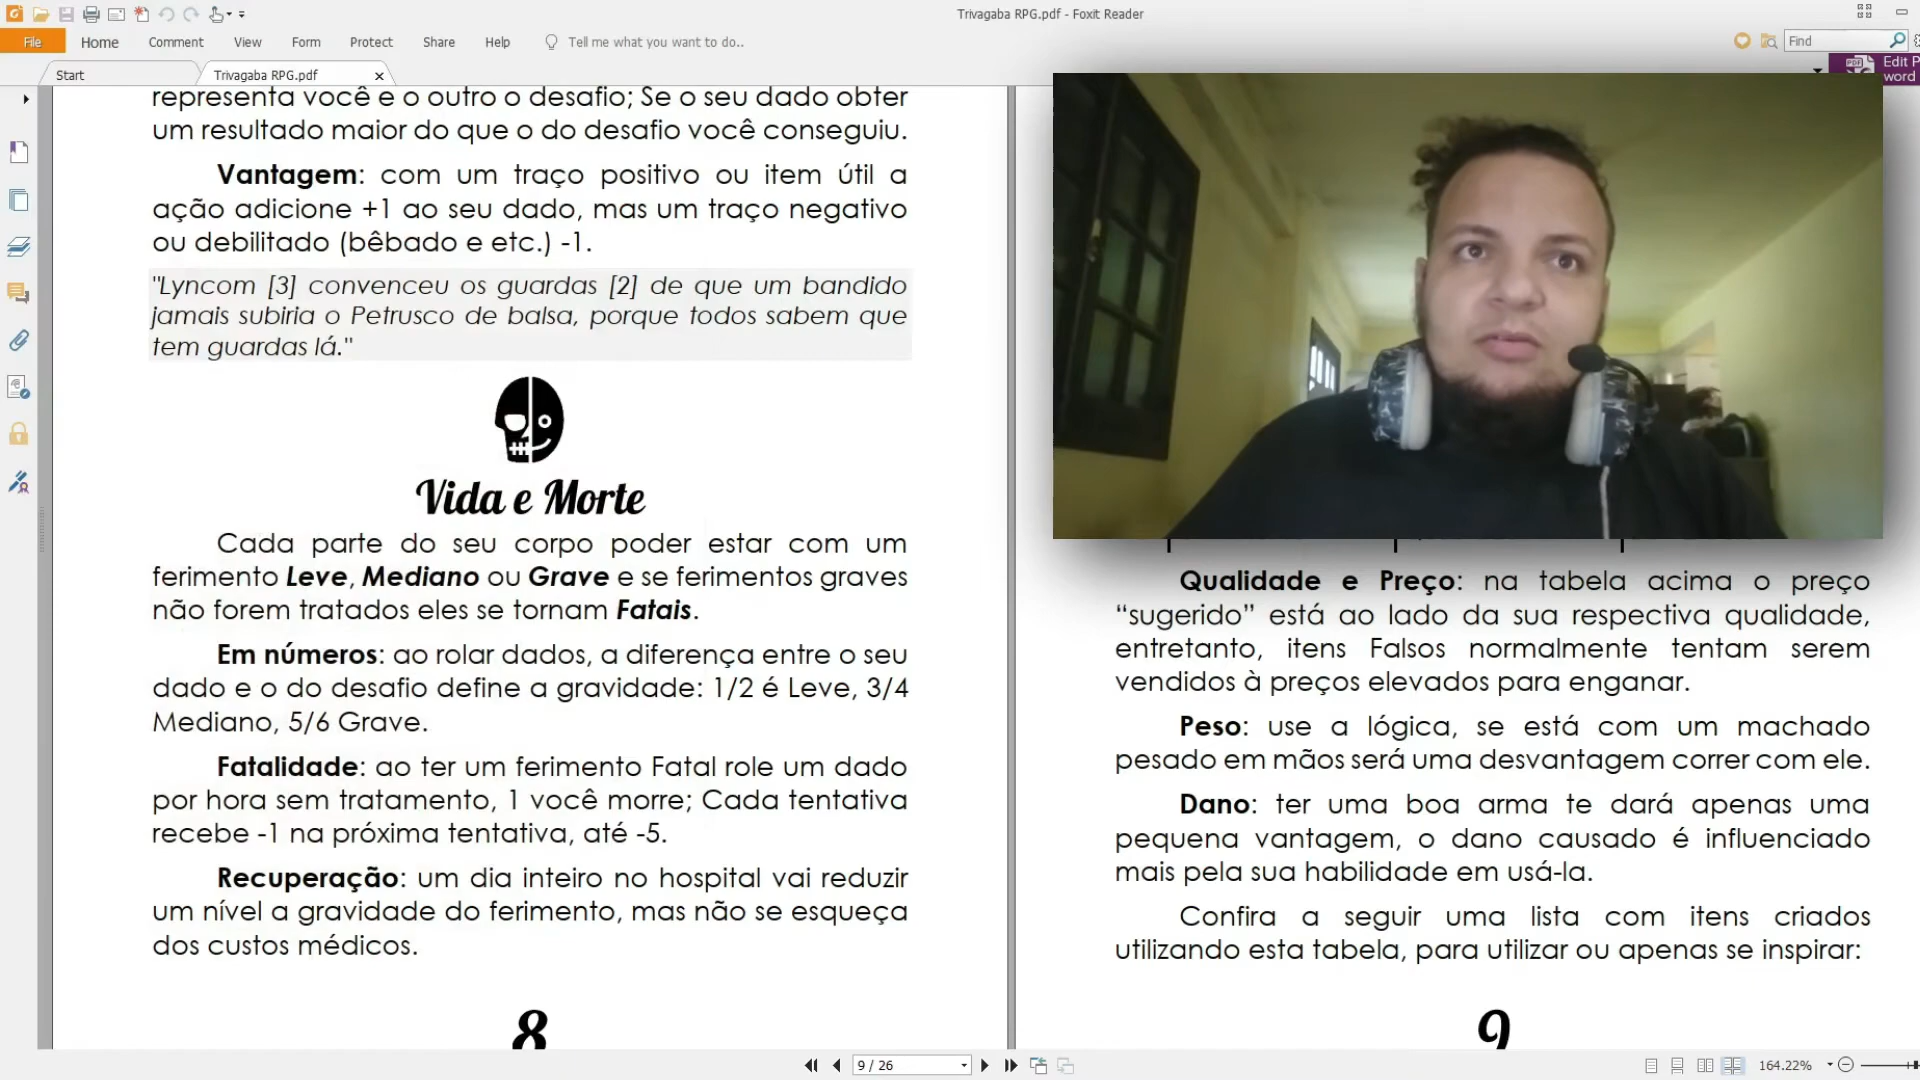 Trivagaba RPG.pdf - Foxit Reader
File
Home
Comment
View
Form
Protect
Share
Help
Tell me what you want to do..
Find
Start
Trivagaba RPG.pdf
Edit P
word
representa você e o outro o desafio; Se o seu dado obter
um resultado maior do que o do desafio você conseguiu.
Vantagem: com um traço positivo ou item útil a
ação adicione +1 ao seu dado, mas um traço negativo
ou debilitado (bêbado e etc.) -1.
"Lyncom [3] convenceu os guardas [2] de que um bandido
jamais subiria o Petrusco de balsa, porque todos sabem que
tem guardas lá."
Vida e Morte
Cada parte do seu corpo poder estar com um
ferimento Leve, Mediano ou Grave e se ferimentos graves
não forem tratados eles se tornam Fatais.
Em números: ao rolar dados, a diferença entre o seu
dado e o do desafio define a gravidade: 1/2 é Leve, 3/4
Mediano, 5/6 Grave.
Fatalidade: ao ter um ferimento Fatal role um dado
por hora sem tratamento, 1 você morre; Cada tentativa
recebe -1 na próxima tentativa, até -5.
Recuperação: um dia inteiro no hospital vai reduzir
um nível a gravidade do ferimento, mas não se esqueça
dos custos médicos.
8
Qualidade e Preço: na tabela acima o preço
“sugerido” está ao lado da sua respectiva qualidade,
entretanto, itens Falsos normalmente tentam serem
vendidos à preços elevados para enganar.
Peso: use a lógica, se está com um machado
pesado em mãos será uma desvantagem correr com ele.
Dano: ter uma boa arma te dará apenas uma
pequena vantagem, o dano causado é influenciado
mais pela sua habilidade em usá-la.
Confira a seguir uma lista com itens criados
utilizando esta tabela, para utilizar ou apenas se inspirar:
9
9 / 26
164.22%